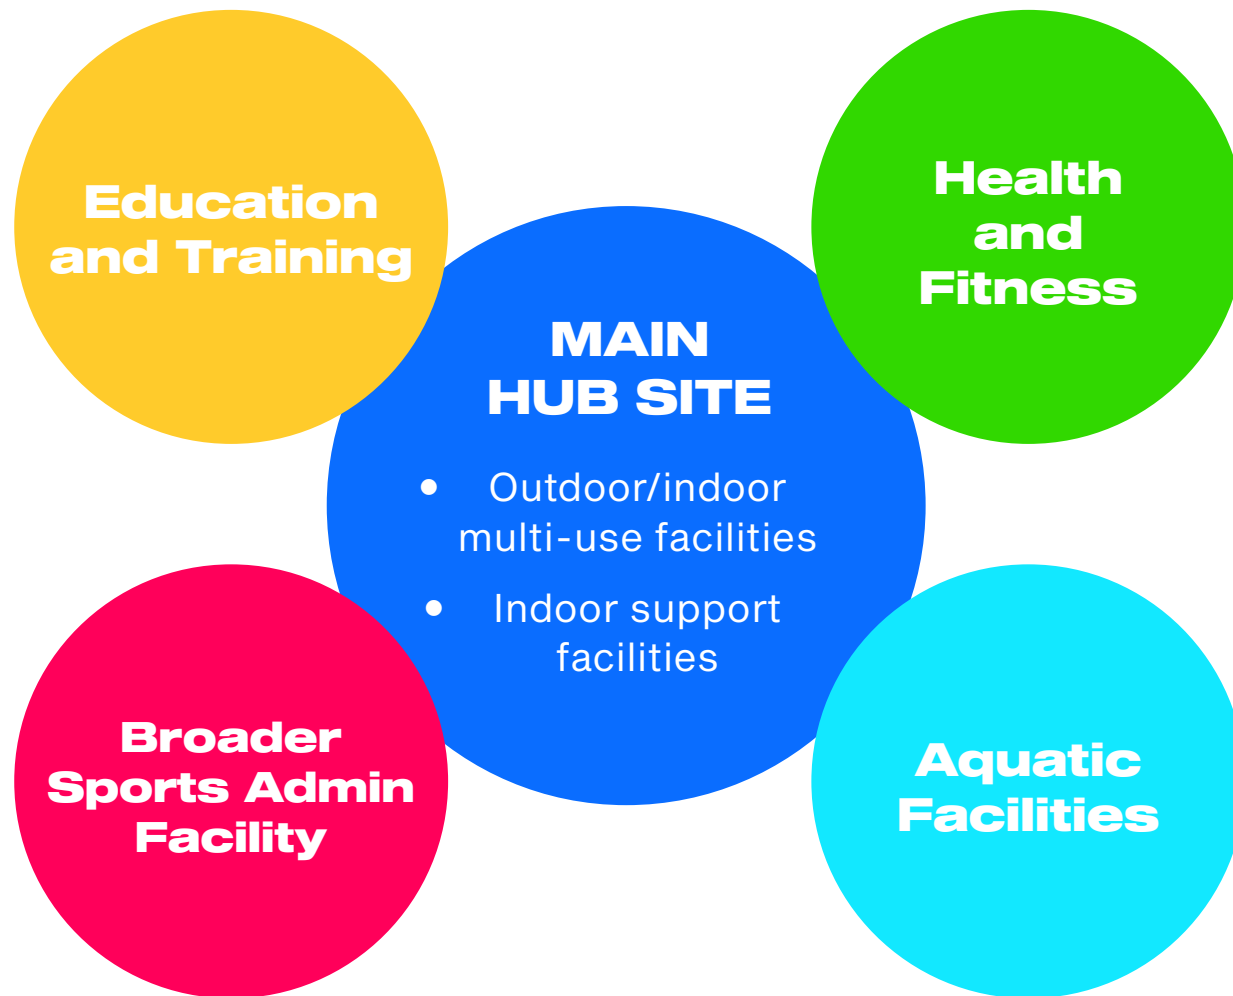 Education
and Training
Health
and
Fitness
MAIN
HUB SITE
• Outdoor/indoor
multi-use facilities
• Indoor support
facilities
Broader
Sports Admin
Facility
Aquatic
Facilities